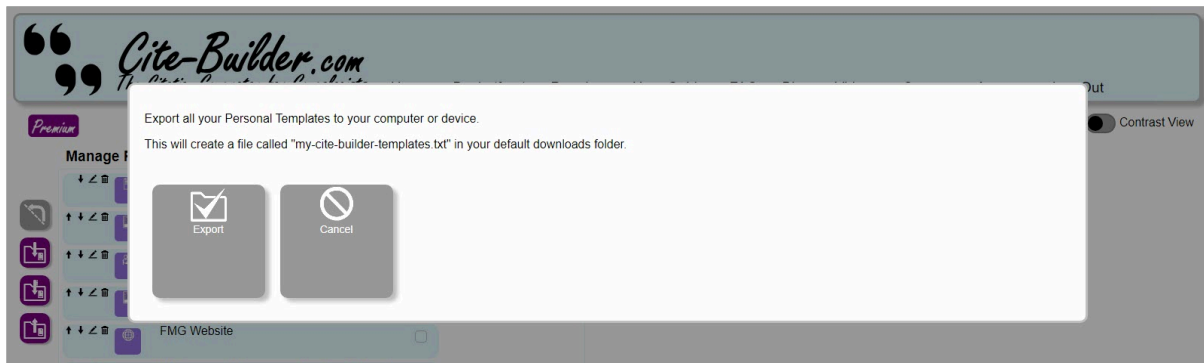 Cite-Builder.com
Out
Premium
Contrast View
Export all your Personal Templates to your computer or device.
This will create a file called "my-cite-builder-templates.txt" in your default downloads folder.
Manage
Export
Cancel
FMG Website